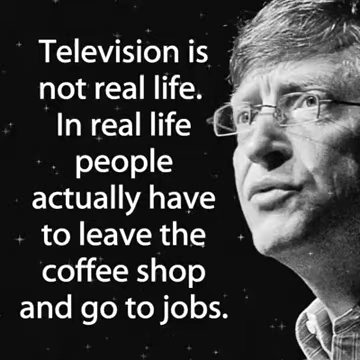 Television is
not real life.
In real life
people
actually have
to leave the
coffee shop
and go to jobs.